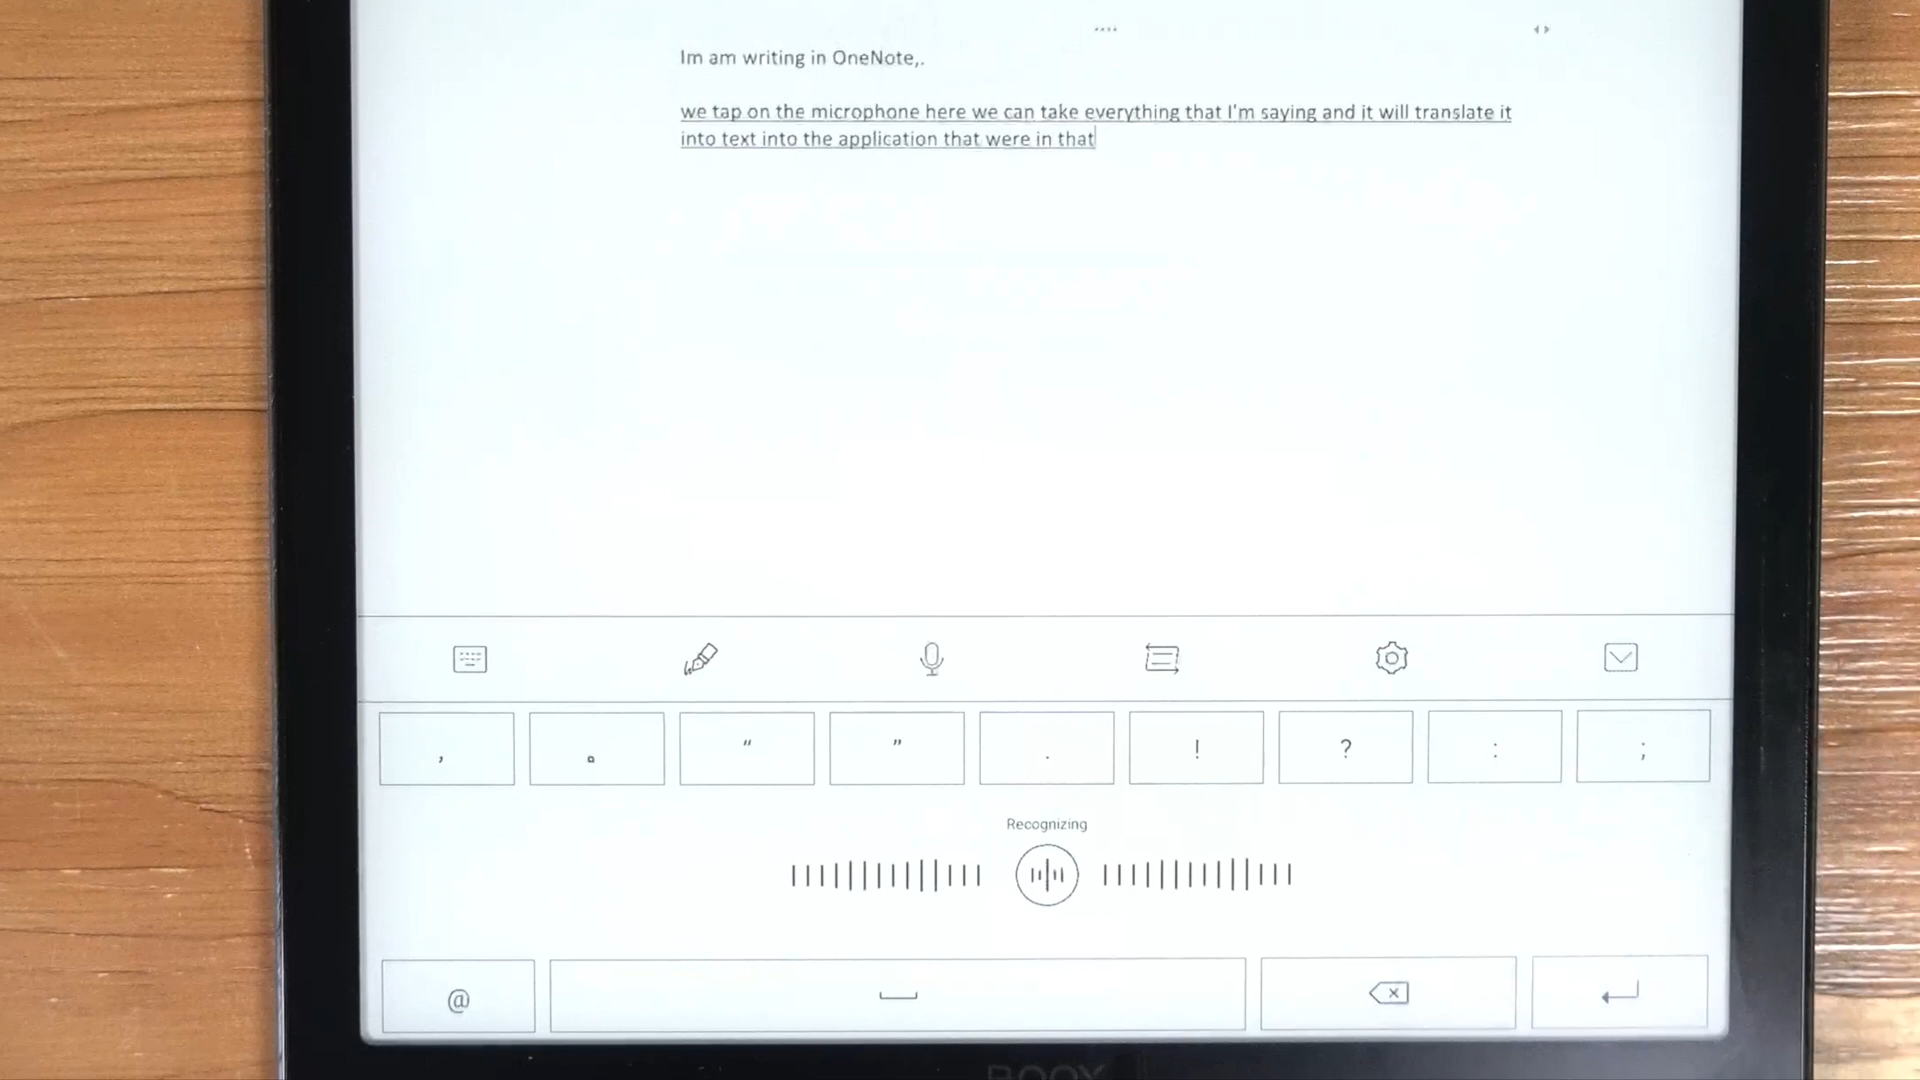 Im am writing in OneNote,.
we tap on the microphone here we can take everything that I'm saying and it will translate it
into text into the application that were in that
, 。 “ ” . ! ? : ;
Recognizing
@
BOOX